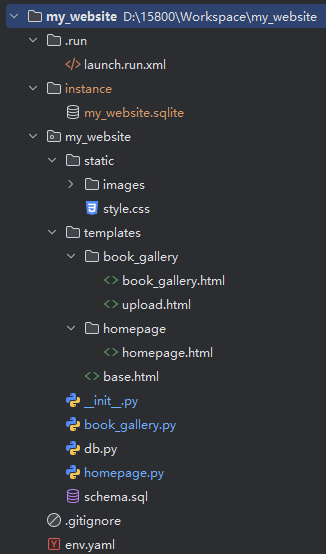 my_website D:\15800\Workspace\my_website
.run
launch.run.xml
instance
my_website.sqlite
my_website
static
images
style.css
templates
book_gallery
book_gallery.html
upload.html
homepage
homepage.html
base.html
__init__.py
book_gallery.py
db.py
homepage.py
schema.sql
.gitignore
env.yaml